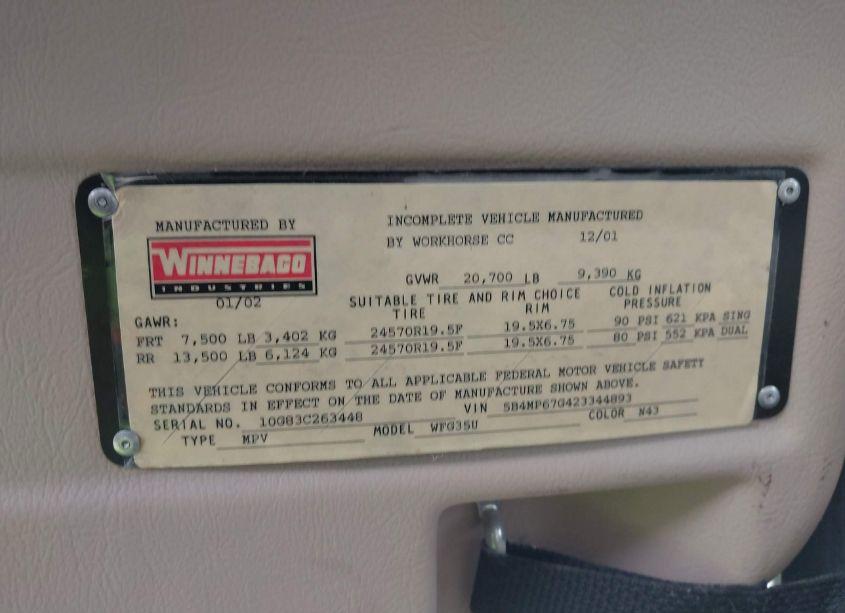 MANUFACTURED BY
WINNEBAGO
INDUSTRIES
01/02
INCOMPLETE VEHICLE MANUFACTURED
BY WORKHORSE CC 12/01
GVWR 20,700 LB 9,390 KG
SUITABLE TIRE AND RIM CHOICE COLD INFLATION
TIRE RIM PRESSURE
GAWR:
FRT 7,500 LB 3,402 KG 24570R19.5F 19.5X6.75 90 PSI 621 KPA SING
RR 13,500 LB 6,124 KG 24570R19.5F 19.5X6.75 80 PSI 552 KPA DUAL
THIS VEHICLE CONFORMS TO ALL APPLICABLE FEDERAL MOTOR VEHICLE SAFETY
STANDARDS IN EFFECT ON THE DATE OF MANUFACTURE SHOWN ABOVE.
SERIAL NO. 10G83C263448 VIN 5B4MP67G423344893
TYPE MPV MODEL WFG35U COLOR N43